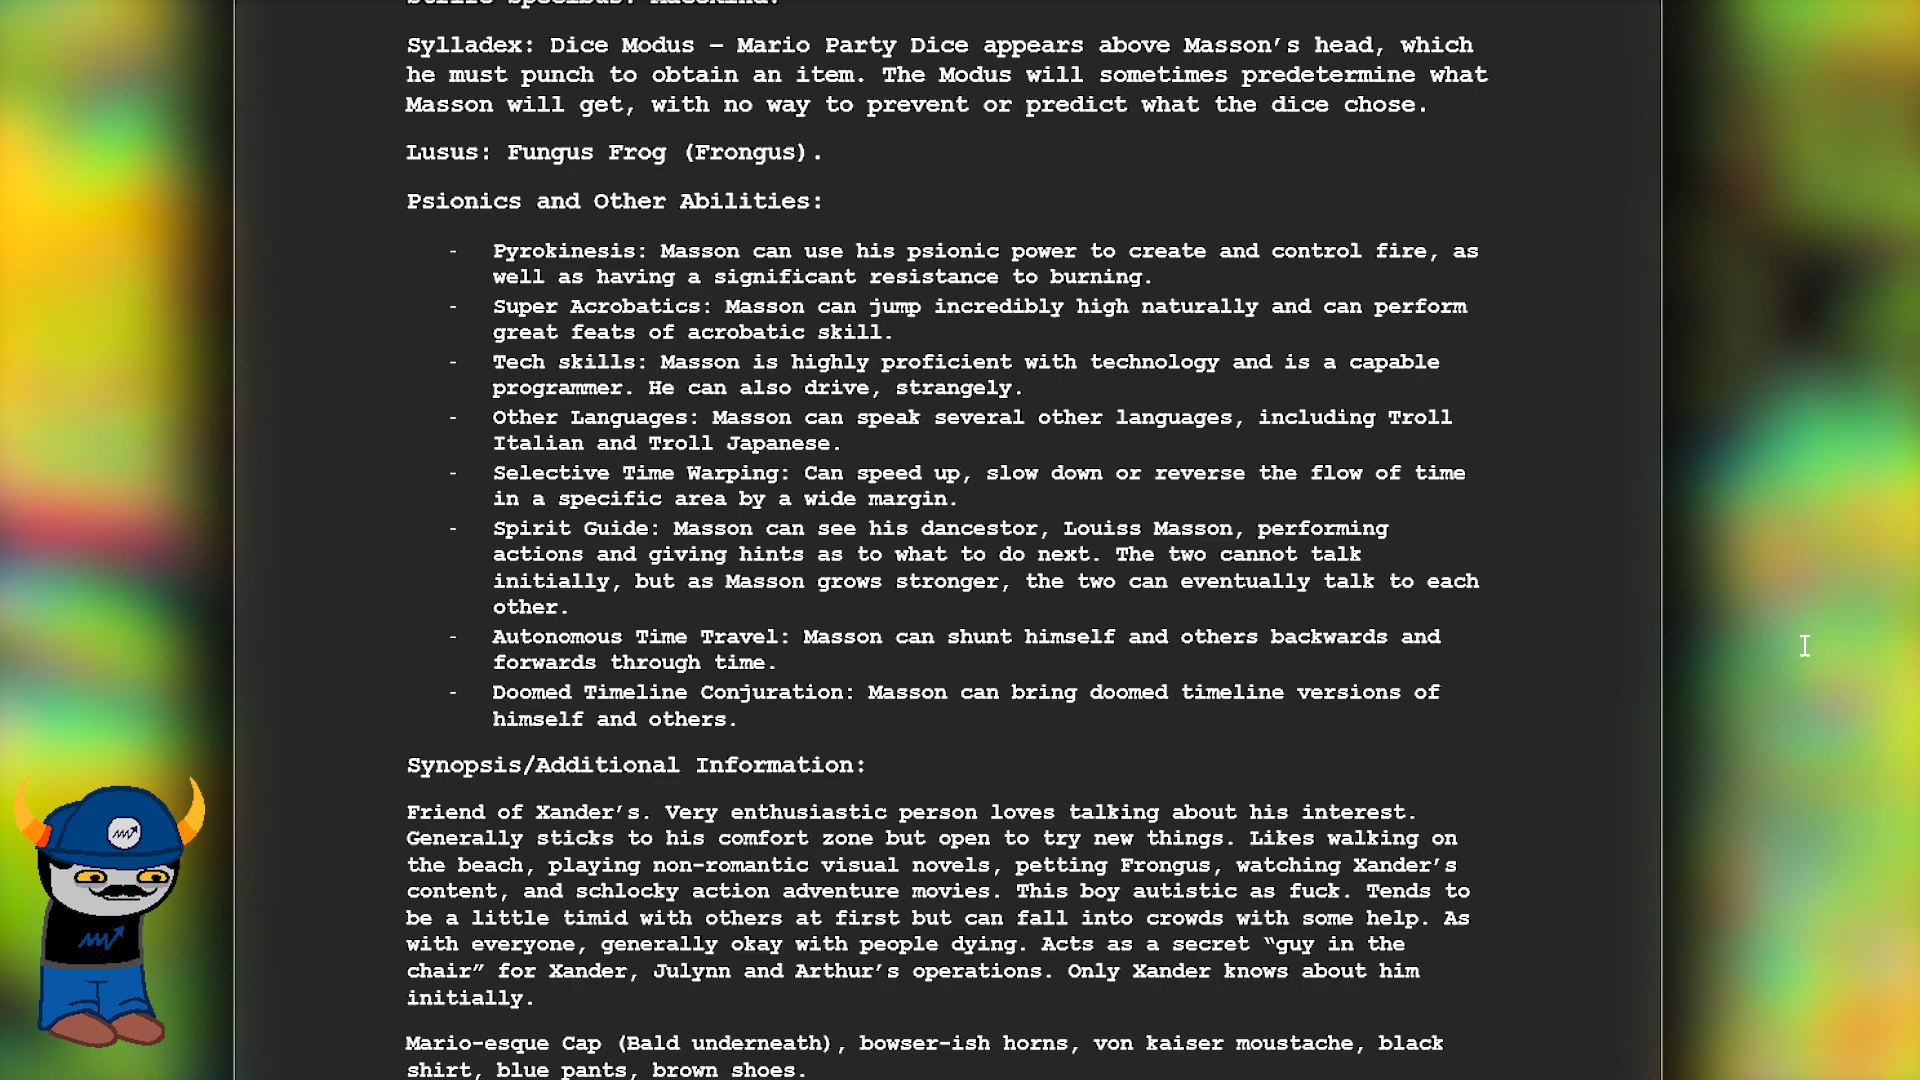 Strife Specibus: Macekind.
Sylladex: Dice Modus – Mario Party Dice appears above Masson's head, which
he must punch to obtain an item. The Modus will sometimes predetermine what
Masson will get, with no way to prevent or predict what the dice chose.
Lusus: Fungus Frog (Frongus).
Psionics and Other Abilities:
- Pyrokinesis: Masson can use his psionic power to create and control fire, as
well as having a significant resistance to burning.
- Super Acrobatics: Masson can jump incredibly high naturally and can perform
great feats of acrobatic skill.
- Tech skills: Masson is highly proficient with technology and is a capable
programmer. He can also drive, strangely.
- Other Languages: Masson can speak several other languages, including Troll
Italian and Troll Japanese.
- Selective Time Warping: Can speed up, slow down or reverse the flow of time
in a specific area by a wide margin.
- Spirit Guide: Masson can see his dancestor, Louiss Masson, performing
actions and giving hints as to what to do next. The two cannot talk
initially, but as Masson grows stronger, the two can eventually talk to each
other.
- Autonomous Time Travel: Masson can shunt himself and others backwards and
forwards through time.
- Doomed Timeline Conjuration: Masson can bring doomed timeline versions of
himself and others.
Synopsis/Additional Information:
Friend of Xander's. Very enthusiastic person loves talking about his interest.
Generally sticks to his comfort zone but open to try new things. Likes walking on
the beach, playing non-romantic visual novels, petting Frongus, watching Xander's
content, and schlocky action adventure movies. This boy autistic as fuck. Tends to
be a little timid with others at first but can fall into crowds with some help. As
with everyone, generally okay with people dying. Acts as a secret “guy in the
chair” for Xander, Julynn and Arthur's operations. Only Xander knows about him
initially.
Mario-esque Cap (Bald underneath), bowser-ish horns, von kaiser moustache, black
shirt, blue pants, brown shoes.